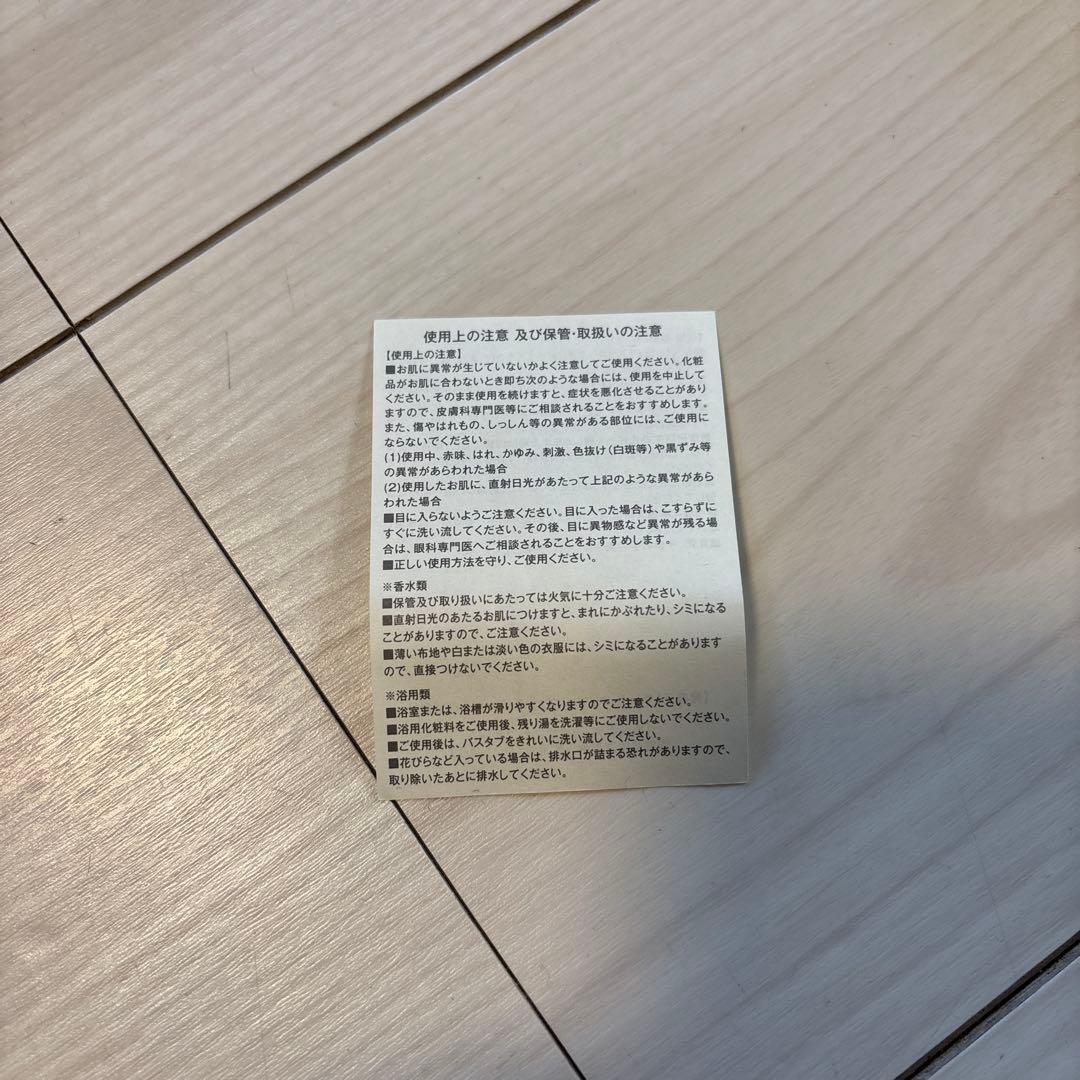 使用上の注意 及び保管・取扱いの注意
【使用上の注意】
■お肌に異常が生じていないかよく注意してご使用ください。化粧
品がお肌に合わないとき即ち次のような場合には、使用を中止して
ください。そのまま使用を続けますと、症状を悪化させることがあり
ますので、皮膚科専門医等にご相談されることをおすすめします。
また、傷やはれもの、しっしん等の異常がある部位には、ご使用に
ならないでください。
(1)使用中、赤味、はれ、かゆみ、刺激、色抜け(白斑等)や黒ずみ等
の異常があらわれた場合
(2)使用したお肌に、直射日光があたって上記のような異常があら
われた場合
■目に入らないようご注意ください。目に入った場合は、こすらずに
すぐに洗い流してください。その後、目に異物感など異常が残る場
合は、眼科専門医へご相談されることをおすすめします。
■正しい使用方法を守り、ご使用ください。
※香水類
■保管及び取り扱いにあたっては火気に十分ご注意ください。
■直射日光のあたるお肌につけますと、まれにかぶれたり、シミになる
ことがありますので、ご注意ください。
■薄い布地や白または淡い色の衣服には、シミになることがあります
ので、直接つけないでください。
※浴用類
■浴室または、浴槽が滑りやすくなりますのでご注意ください。
■浴用化粧料をご使用後、残り湯を洗濯等にご使用しないでください。
■ご使用後は、バスタブをきれいに洗い流してください。
■花びらなど入っている場合は、排水口が詰まる恐れがありますので、
取り除いたあとに排水してください。